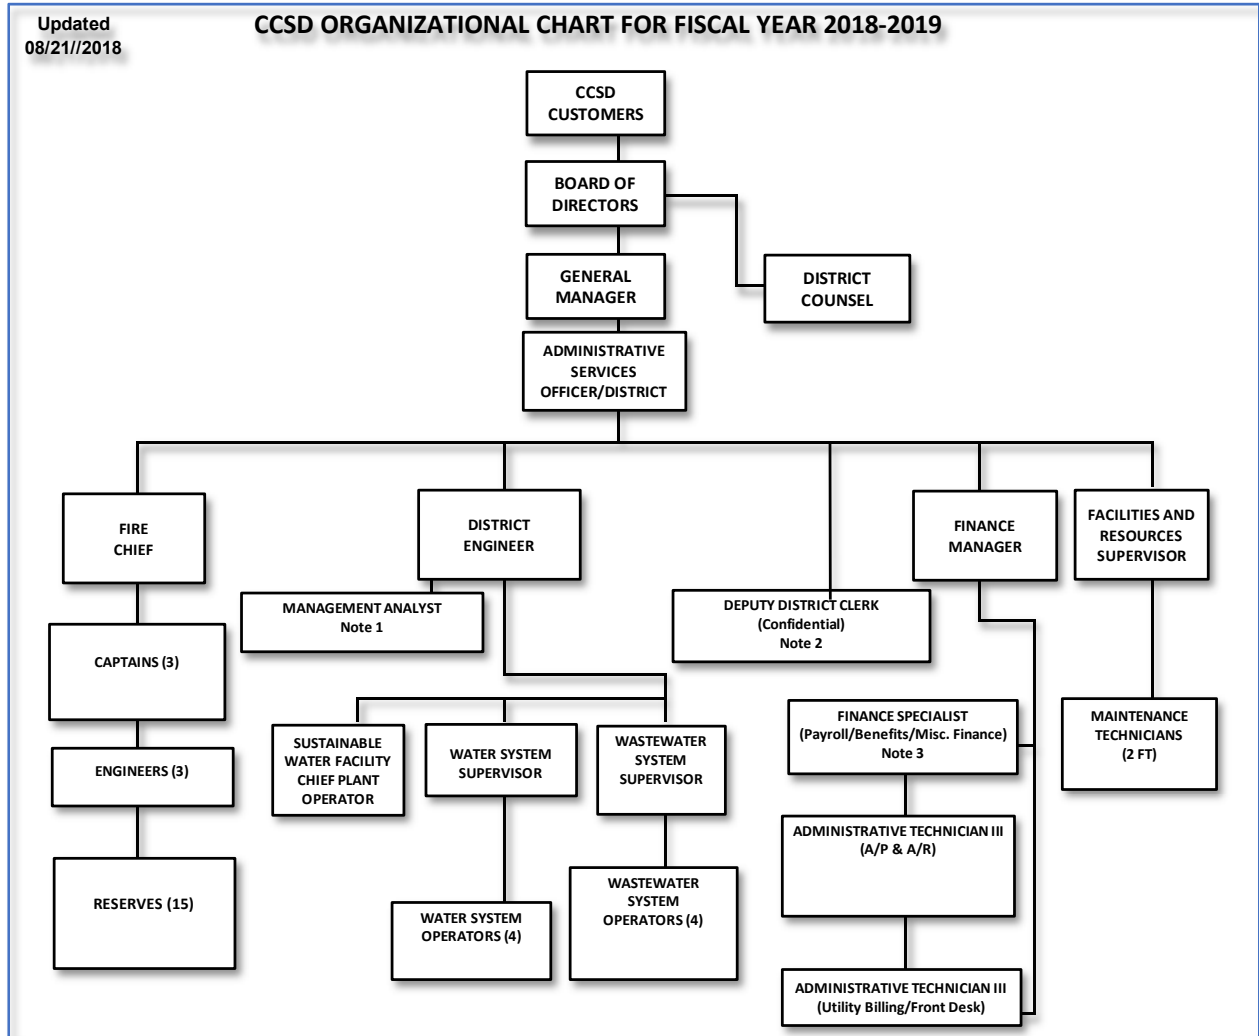 Updated
08/21//2018
CCSD ORGANIZATIONAL CHART FOR FISCAL YEAR 2018-2019
CCSD
CUSTOMERS
BOARD OF
DIRECTORS
GENERAL
MANAGER
DISTRICT
COUNSEL
ADMINISTRATIVE
SERVICES
OFFICER/DISTRICT
FIRE
CHIEF
DISTRICT
ENGINEER
FINANCE
MANAGER
FACILITIES AND
RESOURCES
SUPERVISOR
MANAGEMENT ANALYST
Note 1
DEPUTY DISTRICT CLERK
(Confidential)
Note 2
CAPTAINS (3)
ENGINEERS (3)
RESERVES (15)
SUSTAINABLE
WATER FACILITY
CHIEF PLANT
OPERATOR
WATER SYSTEM
SUPERVISOR
WASTEWATER
SYSTEM
SUPERVISOR
WATER SYSTEM
OPERATORS (4)
WASTEWATER
SYSTEM
OPERATORS (4)
FINANCE SPECIALIST
(Payroll/Benefits/Misc. Finance)
Note 3
ADMINISTRATIVE TECHNICIAN III
(A/P & A/R)
ADMINISTRATIVE TECHNICIAN III
(Utility Billing/Front Desk)
MAINTENANCE
TECHNICIANS
(2 FT)